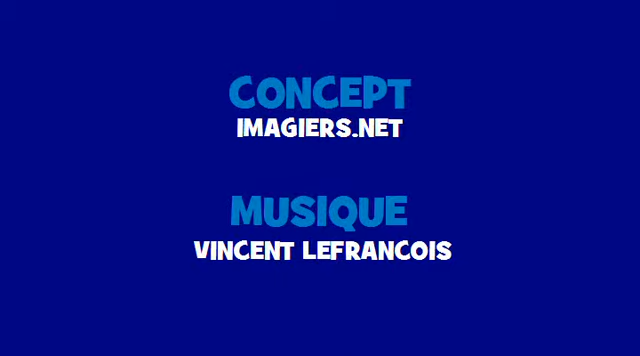 CONCEPT
IMAGIERS.NET
MUSIQUE
VINCENT LEFRANCOIS